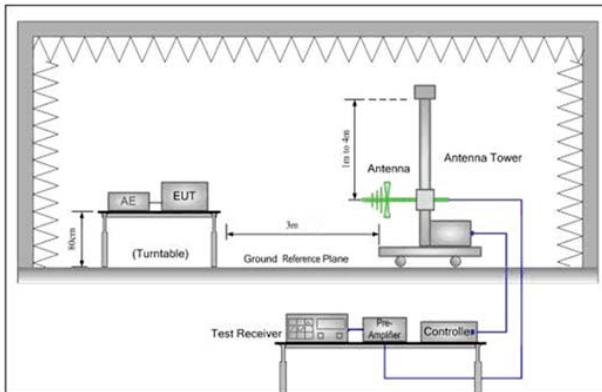 1m to 4m
Antenna
Antenna Tower
AE
EUT
80cm
(Turntable)
3m
Ground Reference Plane
Test Receiver
Pre-
Amplifier
Controller